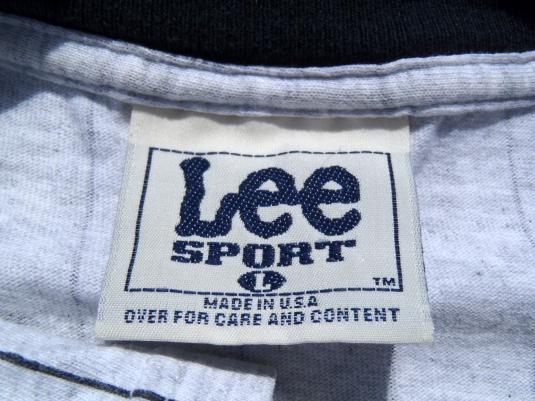 Lee
SPORT
L
TM
MADE IN U.S.A
OVER FOR CARE AND CONTENT